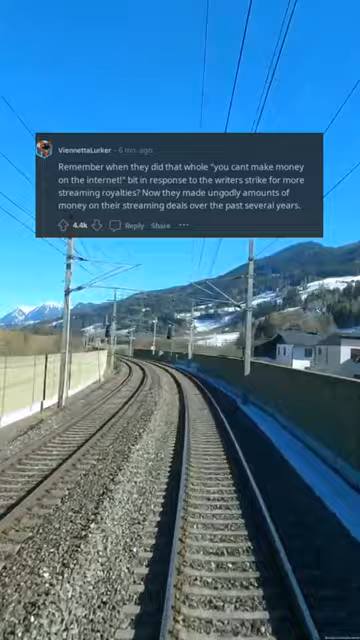 ViennettaLurker · 6 mo. ago
Remember when they did that whole "you cant make money
on the internet!" bit in response to the writers strike for more
streaming royalties? Now they made ungodly amounts of
money on their streaming deals over the past several years.
4.4k Reply Share ···